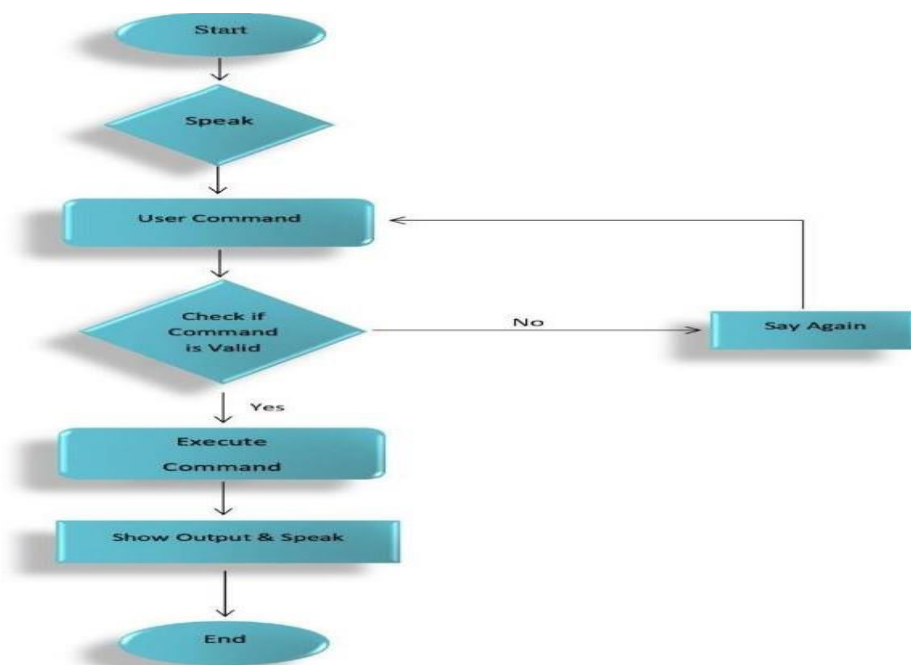 Start
Speak
User Command
Check if
Command
is Valid
No
Say Again
Yes
Execute
Command
Show Output & Speak
End